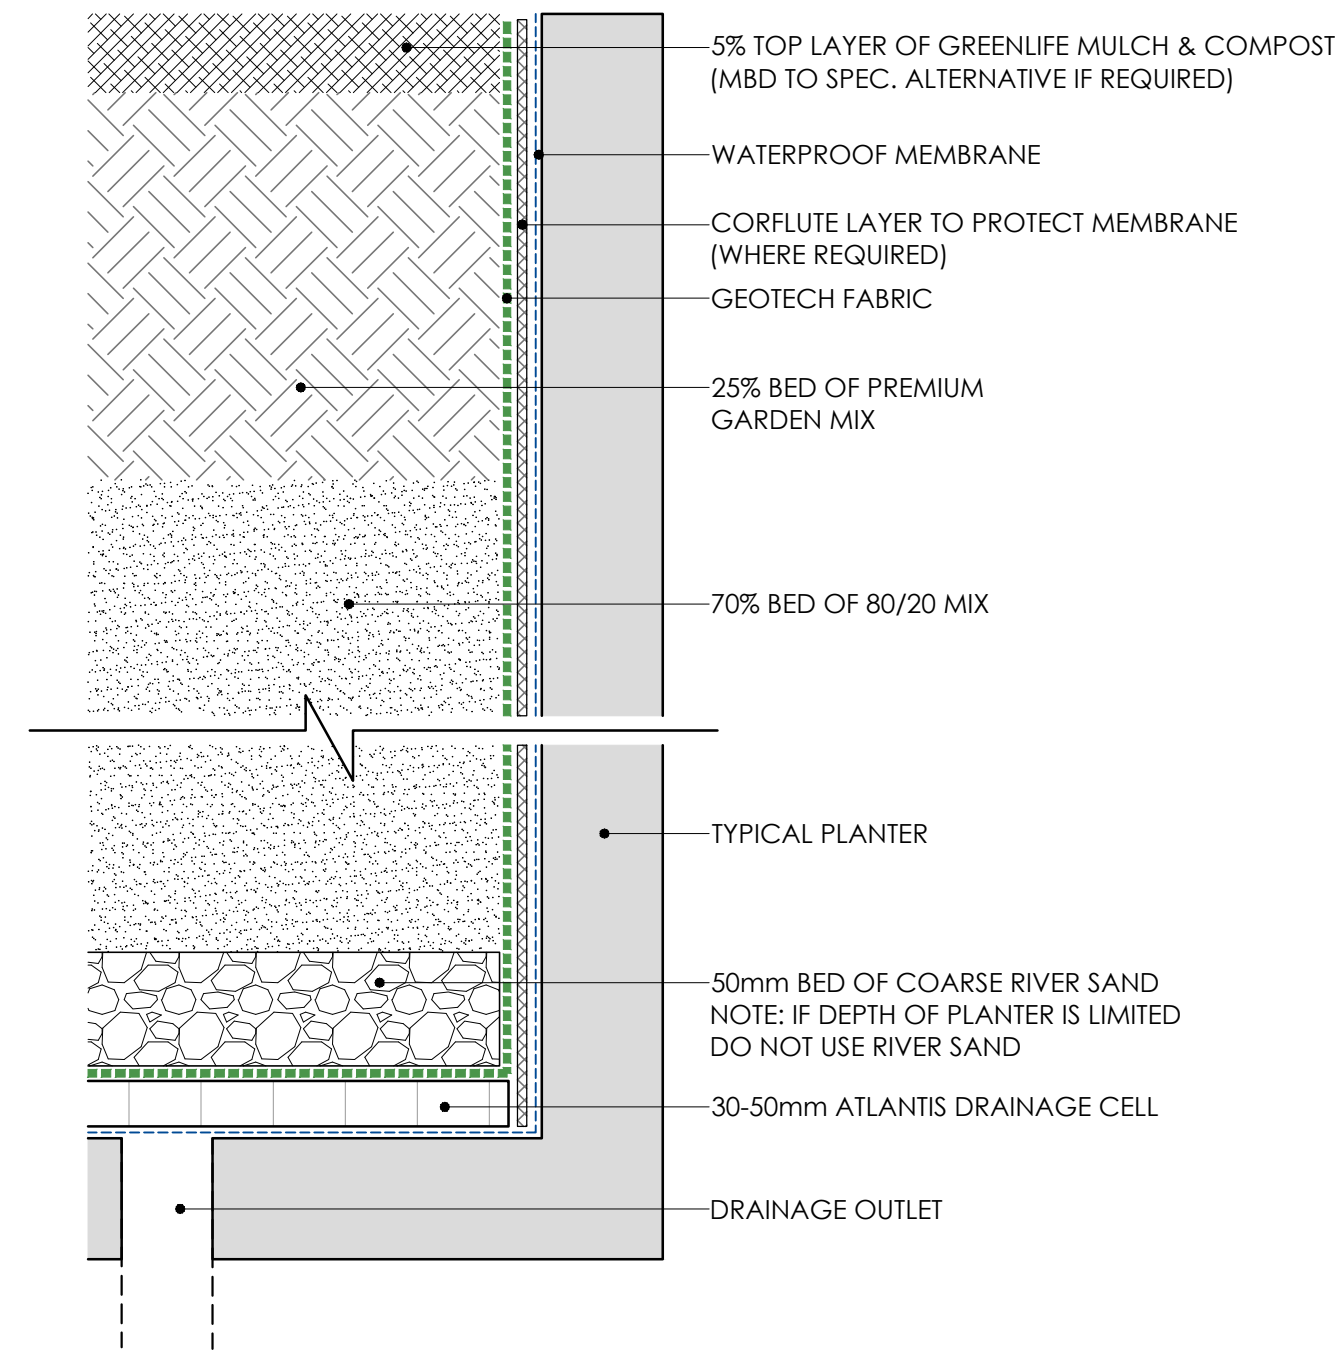 5% TOP LAYER OF GREENLIFE MULCH & COMPOST
(MBD TO SPEC. ALTERNATIVE IF REQUIRED)
WATERPROOF MEMBRANE
CORFLUTE LAYER TO PROTECT MEMBRANE
(WHERE REQUIRED)
GEOTECH FABRIC
25% BED OF PREMIUM
GARDEN MIX
70% BED OF 80/20 MIX
TYPICAL PLANTER
50mm BED OF COARSE RIVER SAND
NOTE: IF DEPTH OF PLANTER IS LIMITED
DO NOT USE RIVER SAND
30-50mm ATLANTIS DRAINAGE CELL
DRAINAGE OUTLET